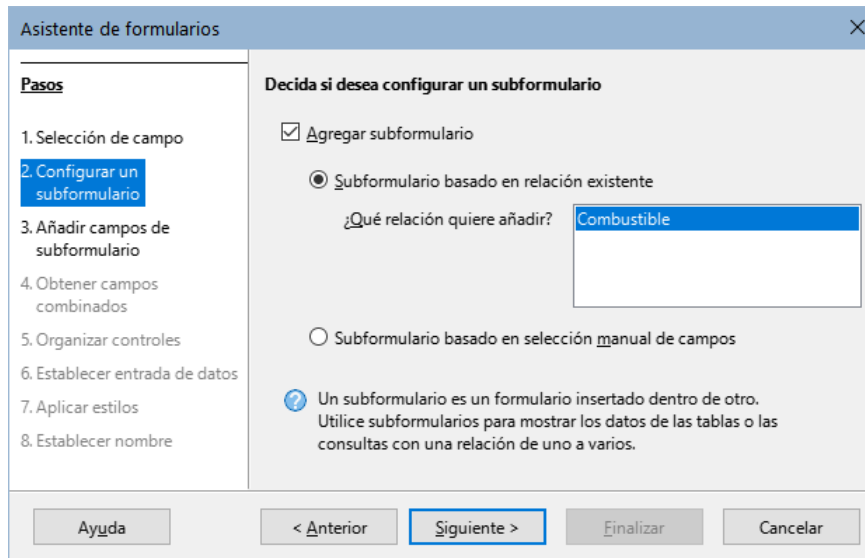 Asistente de formularios
Pasos
1. Selección de campo
2. Configurar un
subformulario
3. Añadir campos de
subformulario
4. Obtener campos
combinados
5. Organizar controles
6. Establecer entrada de datos
7. Aplicar estilos
8. Establecer nombre
Decida si desea configurar un subformulario
Agregar subformulario
Subformulario basado en relación existente
¿Qué relación quiere añadir?
Combustible
Subformulario basado en selección manual de campos
Un subformulario es un formulario insertado dentro de otro.
Utilice subformularios para mostrar los datos de las tablas o las
consultas con una relación de uno a varios.
Ayuda
< Anterior
Siguiente >
Finalizar
Cancelar